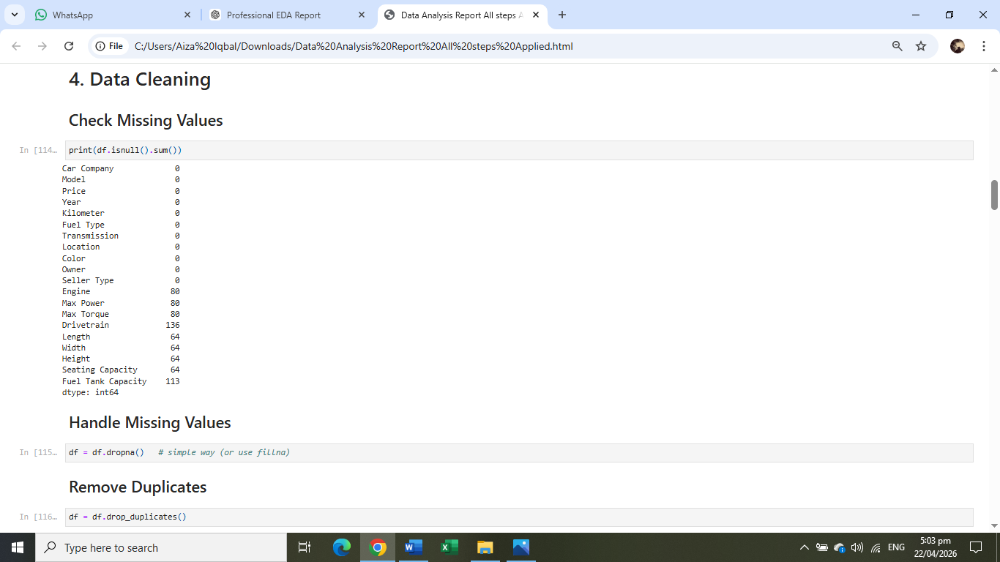 WhatsApp
Professional EDA Report
Data Analysis Report All steps A
File
C:/Users/Aiza%20Iqbal/Downloads/Data%20Analysis%20Report%20All%20steps%20Applied.html
4. Data Cleaning
Check Missing Values
In [114…
print(df.isnull().sum())
Car Company 0
Model 0
Price 0
Year 0
Kilometer 0
Fuel Type 0
Transmission 0
Location 0
Color 0
Owner 0
Seller Type 0
Engine 80
Max Power 80
Max Torque 80
Drivetrain 136
Length 64
Width 64
Height 64
Seating Capacity 64
Fuel Tank Capacity 113
dtype: int64
Handle Missing Values
In [115…
df = df.dropna() # simple way (or use fillna)
Remove Duplicates
In [116…
df = df.drop_duplicates()
Type here to search
ENG
5:03 pm
22/04/2026